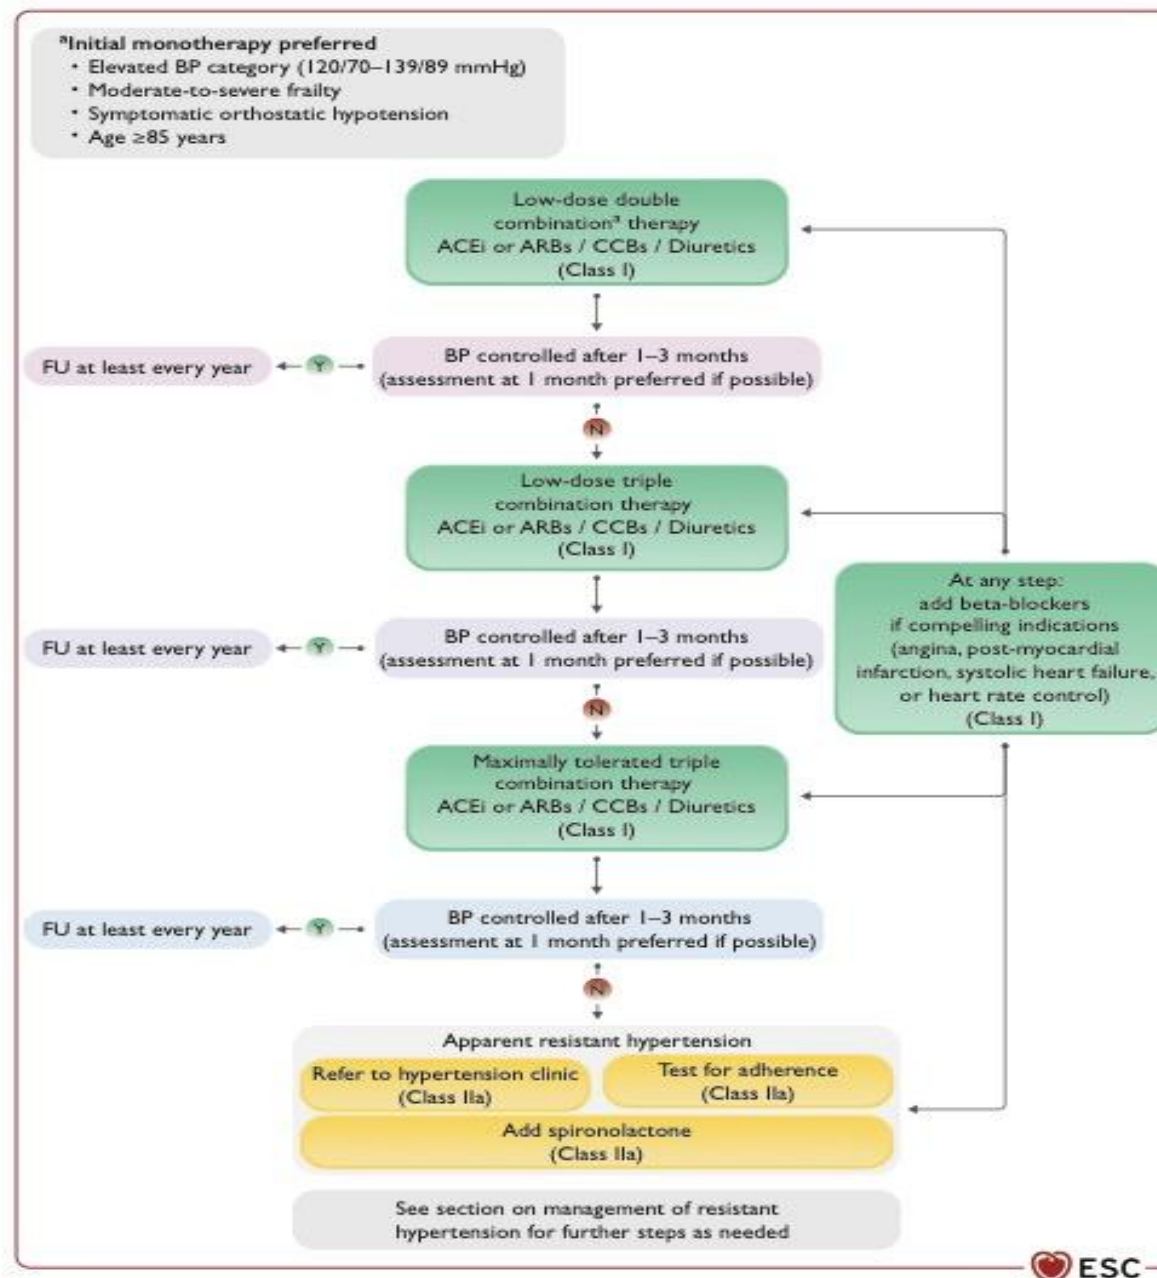 ªInitial monotherapy preferred
• Elevated BP category (120/70–139/89 mmHg)
• Moderate-to-severe frailty
• Symptomatic orthostatic hypotension
• Age ≥85 years
Low-dose double
combinationª therapy
ACEi or ARBs / CCBs / Diuretics
(Class I)
FU at least every year
Y
BP controlled after 1–3 months
(assessment at 1 month preferred if possible)
N
Low-dose triple
combination therapy
ACEi or ARBs / CCBs / Diuretics
(Class I)
At any step:
add beta-blockers
if compelling indications
(angina, post-myocardial
infarction, systolic heart failure,
or heart rate control)
(Class I)
FU at least every year
Y
BP controlled after 1–3 months
(assessment at 1 month preferred if possible)
N
Maximally tolerated triple
combination therapy
ACEi or ARBs / CCBs / Diuretics
(Class I)
FU at least every year
Y
BP controlled after 1–3 months
(assessment at 1 month preferred if possible)
N
Apparent resistant hypertension
Refer to hypertension clinic
(Class IIa)
Test for adherence
(Class IIa)
Add spironolactone
(Class IIa)
See section on management of resistant
hypertension for further steps as needed
ESC